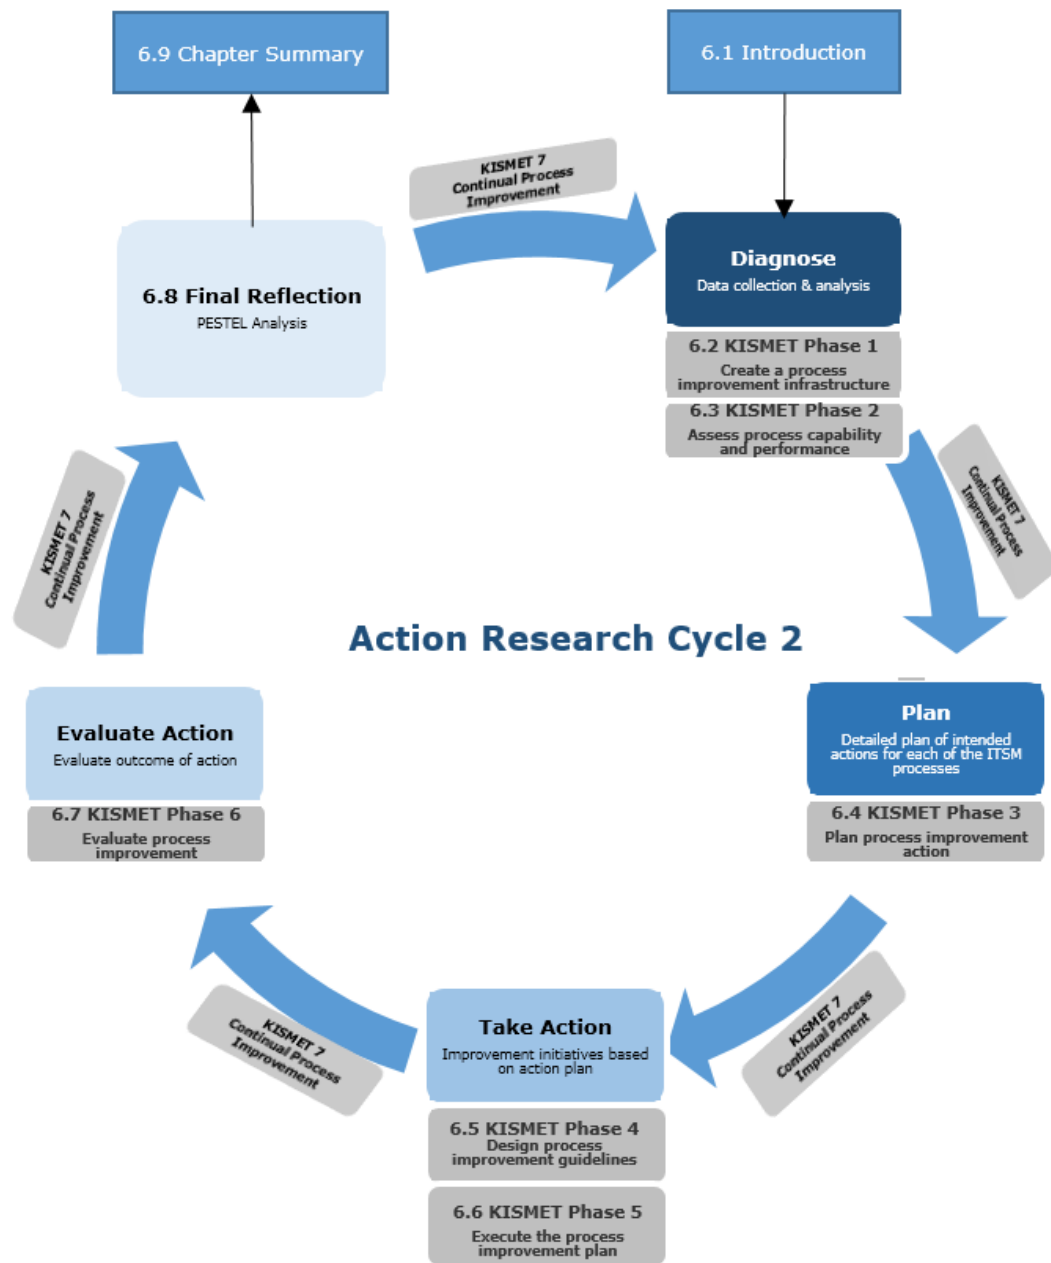 6.9 Chapter Summary
6.1 Introduction
KISMET 7
Continual Process
Improvement
Diagnose
Data collection & analysis
6.8 Final Reflection
PESTEL Analysis
6.2 KISMET Phase 1
Create a process
improvement infrastructure
6.3 KISMET Phase 2
Assess process capability
and performance
KISMET 7
Continual Process
Improvement
KISMET 7
Continual Process
Improvement
Action Research Cycle 2
Evaluate Action
Evaluate outcome of action
6.7 KISMET Phase 6
Evaluate process
improvement
Plan
Detailed plan of intended
actions for each of the ITSM
processes
6.4 KISMET Phase 3
Plan process improvement
action
KISMET 7
Continual Process
Improvement
Take Action
Improvement initiatives based
on action plan
KISMET 7
Continual Process
Improvement
6.5 KISMET Phase 4
Design process
improvement guidelines
6.6 KISMET Phase 5
Execute the process
improvement plan